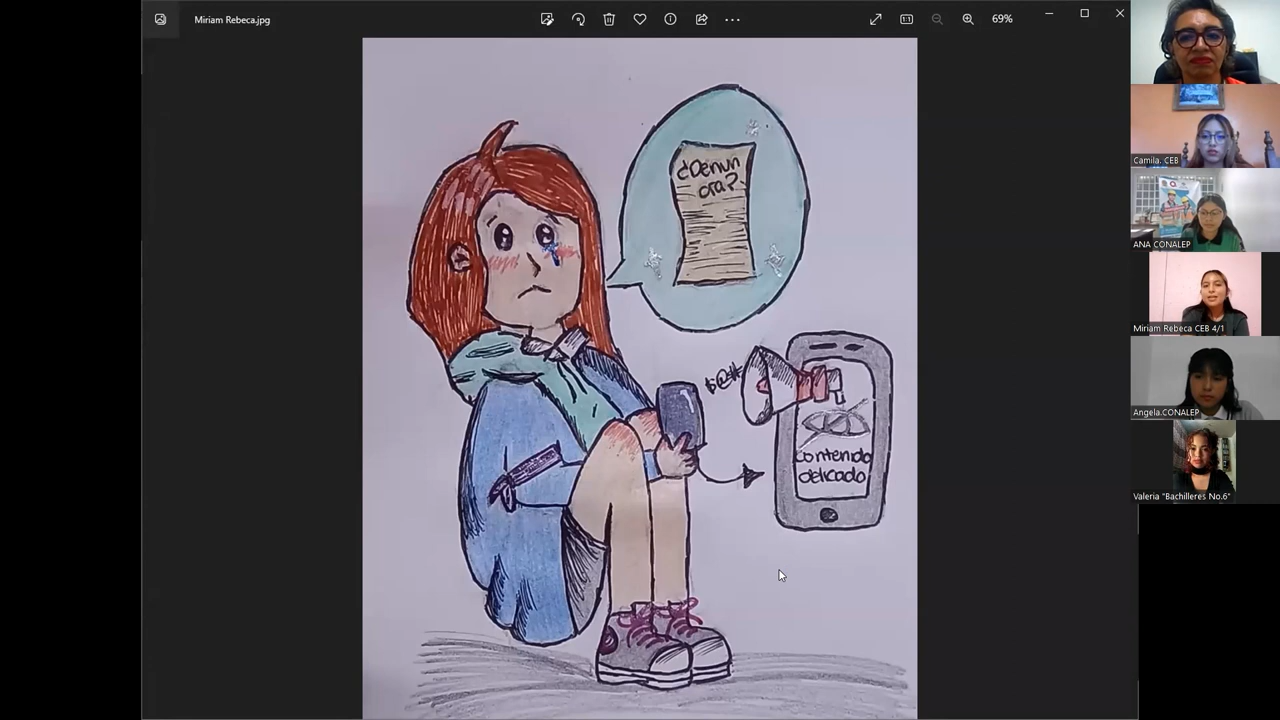 Miriam Rebeca.jpg
69%
¿Denun
cia?
$@#
contenido
delicado
Camila. CEB
ANA CONALEP
Miriam Rebeca CEB 4/1
Angela.CONALEP
Valeria "Bachilleres No.6"